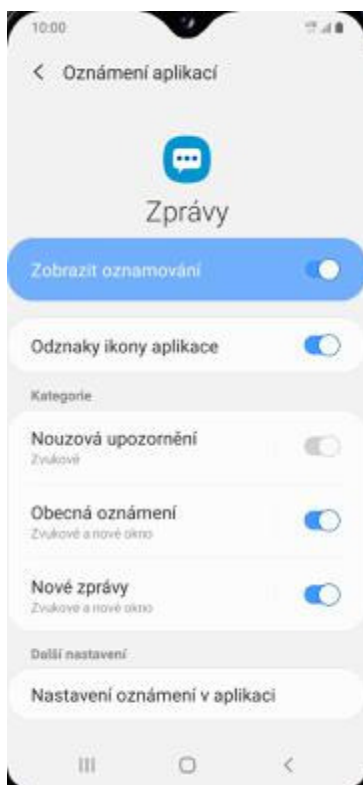 10:00
Oznámení aplikací
Zprávy
Zobrazit oznamování
Odznaky ikony aplikace
Kategorie
Nouzová upozornění
Zvukové
Obecná oznámení
Zvukové a nové okno
Nové zprávy
Zvukové a nové okno
Další nastavení
Nastavení oznámení v aplikaci